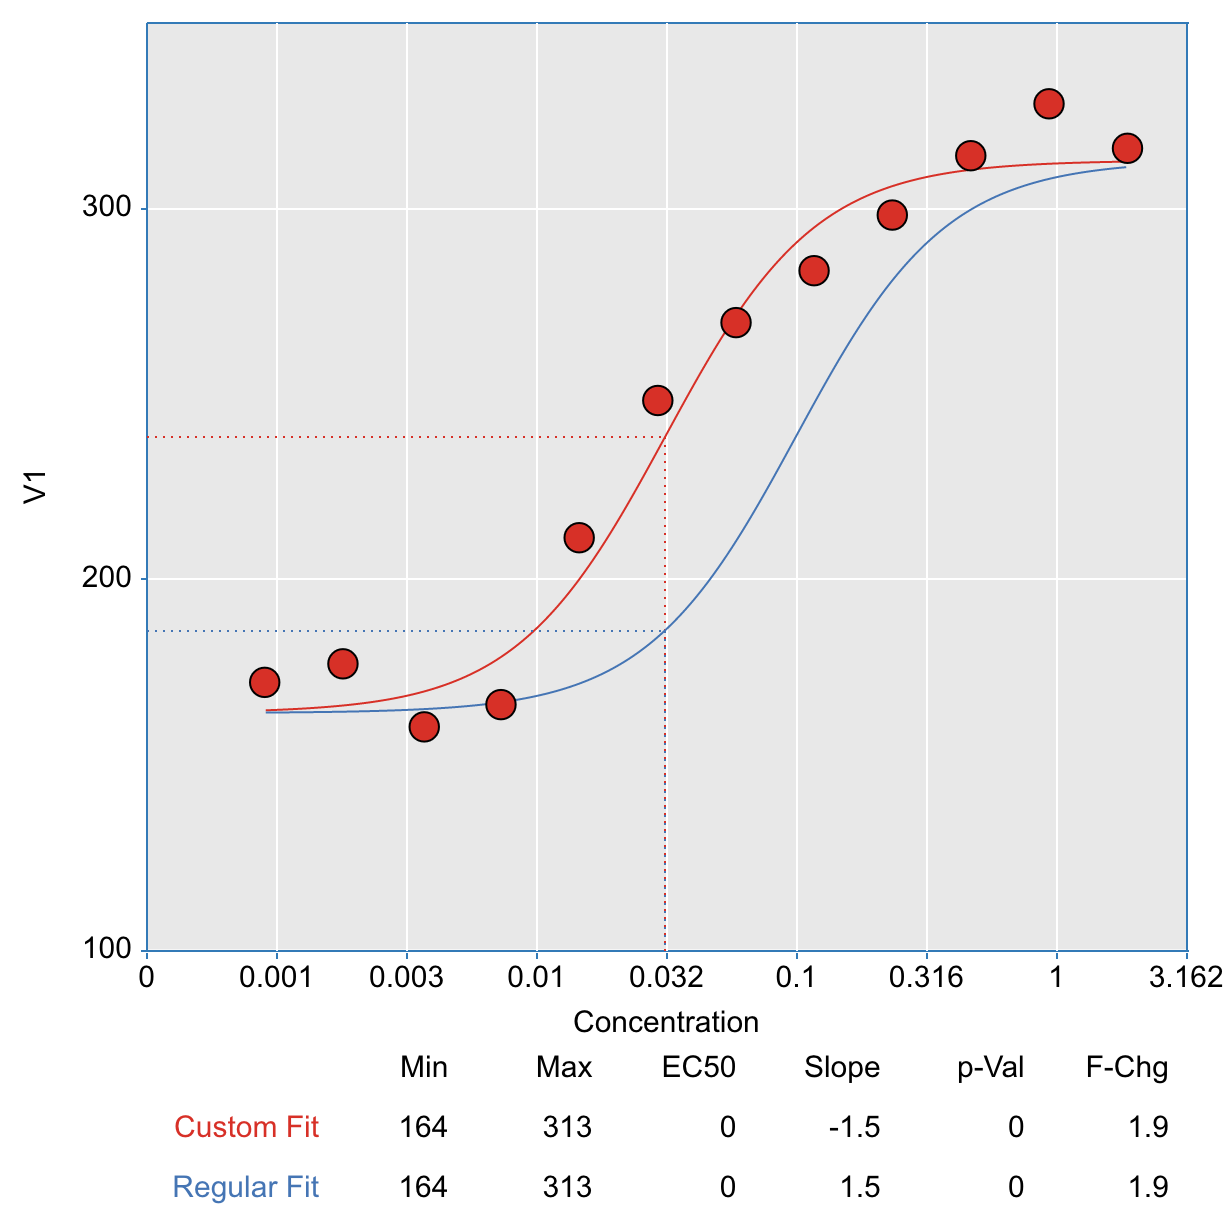 300
200
100
V1
0 0.001 0.003 0.01 0.032 0.1 0.316 1 3.162
Concentration
Min Max EC50 Slope p-Val F-Chg
Custom Fit 164 313 0 -1.5 0 1.9
Regular Fit 164 313 0 1.5 0 1.9